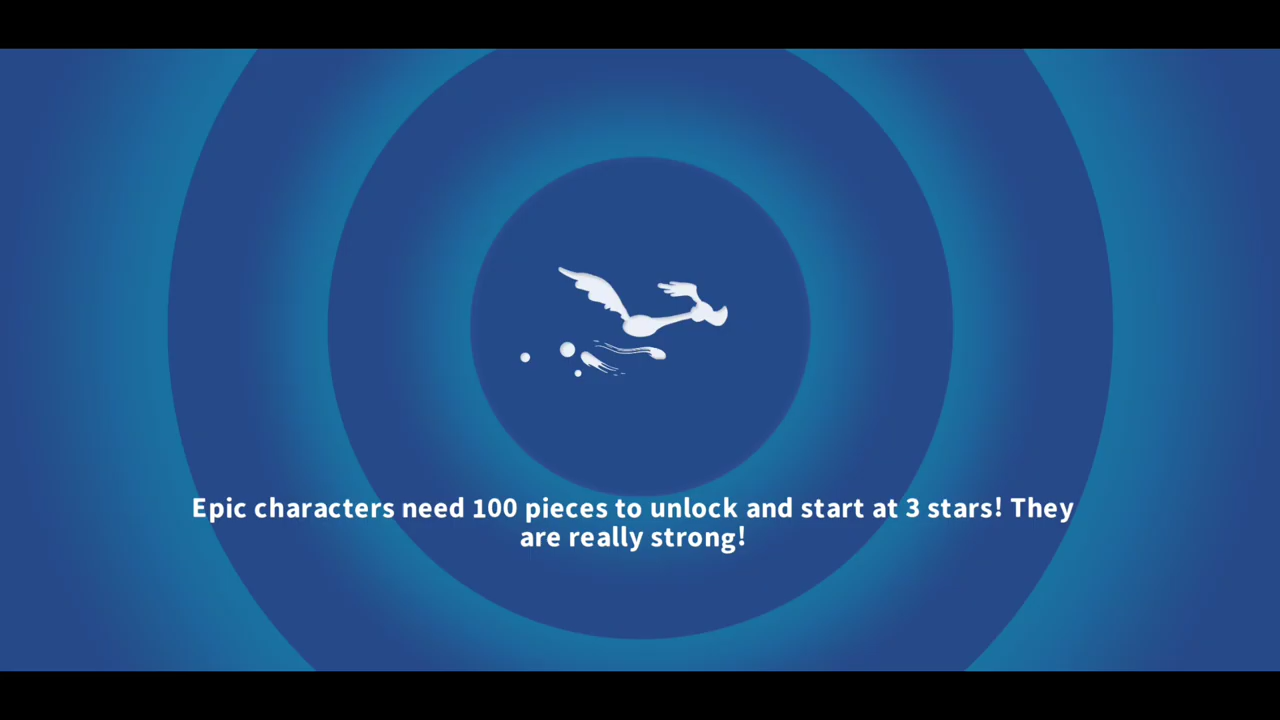 Epic characters need 100 pieces to unlock and start at 3 stars! They
are really strong!